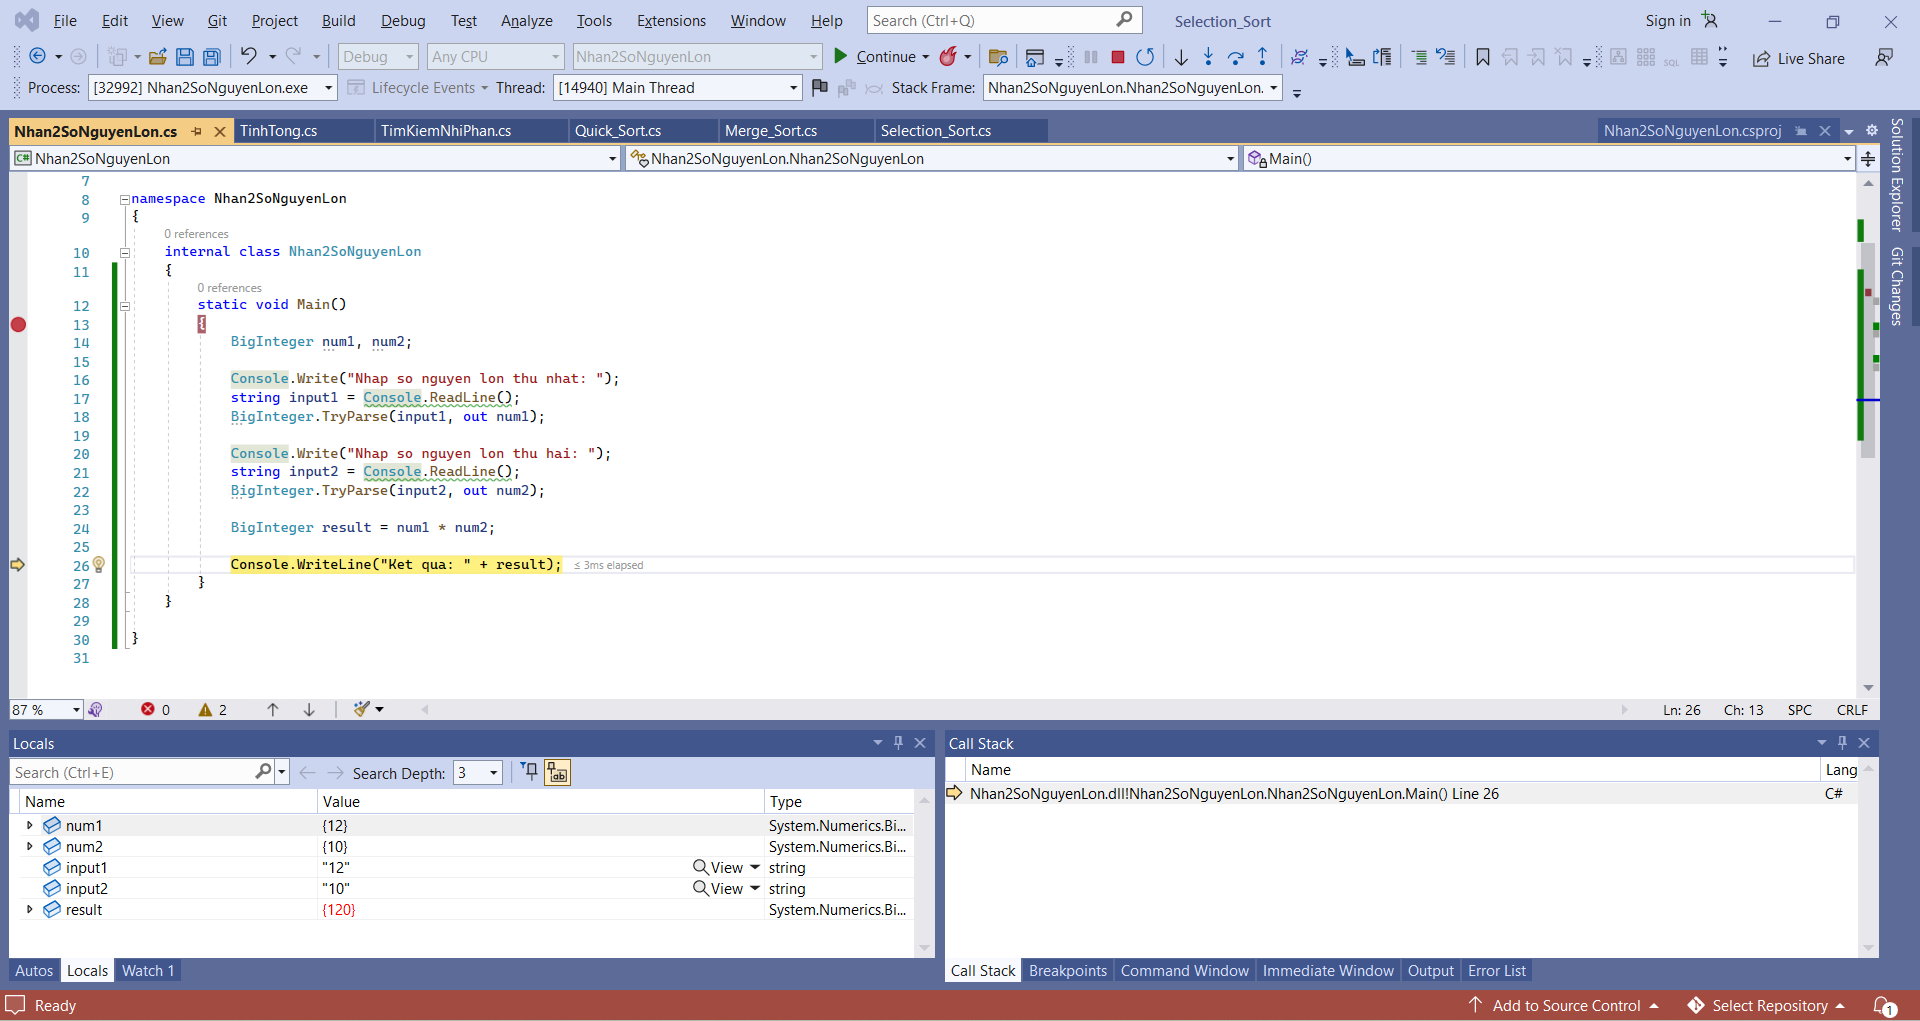 File Edit View Git Project Build Debug Test Analyze Tools Extensions Window Help Search (Ctrl+Q) Selection_Sort Sign in
Debug Any CPU Nhan2SoNguyenLon Continue Live Share
Process: [32992] Nhan2SoNguyenLon.exe Lifecycle Events Thread: [14940] Main Thread Stack Frame: Nhan2SoNguyenLon.Nhan2SoNguyenLon.
Nhan2SoNguyenLon.cs TinhTong.cs TimKiemNhiPhan.cs Quick_Sort.cs Merge_Sort.cs Selection_Sort.cs Nhan2SoNguyenLon.csproj
C# Nhan2SoNguyenLon Nhan2SoNguyenLon.Nhan2SoNguyenLon Main()
Solution Explorer
Git Changes
7
8 namespace Nhan2SoNguyenLon
9 {
0 references
10 internal class Nhan2SoNguyenLon
11 {
0 references
12 static void Main()
13 {
14 BigInteger num1, num2;
15
16 Console.Write("Nhap so nguyen lon thu nhat: ");
17 string input1 = Console.ReadLine();
18 BigInteger.TryParse(input1, out num1);
19
20 Console.Write("Nhap so nguyen lon thu hai: ");
21 string input2 = Console.ReadLine();
22 BigInteger.TryParse(input2, out num2);
23
24 BigInteger result = num1 * num2;
25
26 Console.WriteLine("Ket qua: " + result); ≤ 3ms elapsed
27 }
28 }
29
30 }
31
87 % 0 2 Ln: 26 Ch: 13 SPC CRLF
Locals
Search (Ctrl+E) Search Depth: 3
Name Value Type
num1 {12} System.Numerics.Bi...
num2 {10} System.Numerics.Bi...
input1 "12" View string
input2 "10" View string
result {120} System.Numerics.Bi...
Autos Locals Watch 1
Call Stack
Name Lang
Nhan2SoNguyenLon.dll!Nhan2SoNguyenLon.Nhan2SoNguyenLon.Main() Line 26 C#
Call Stack Breakpoints Command Window Immediate Window Output Error List
Ready Add to Source Control Select Repository 1